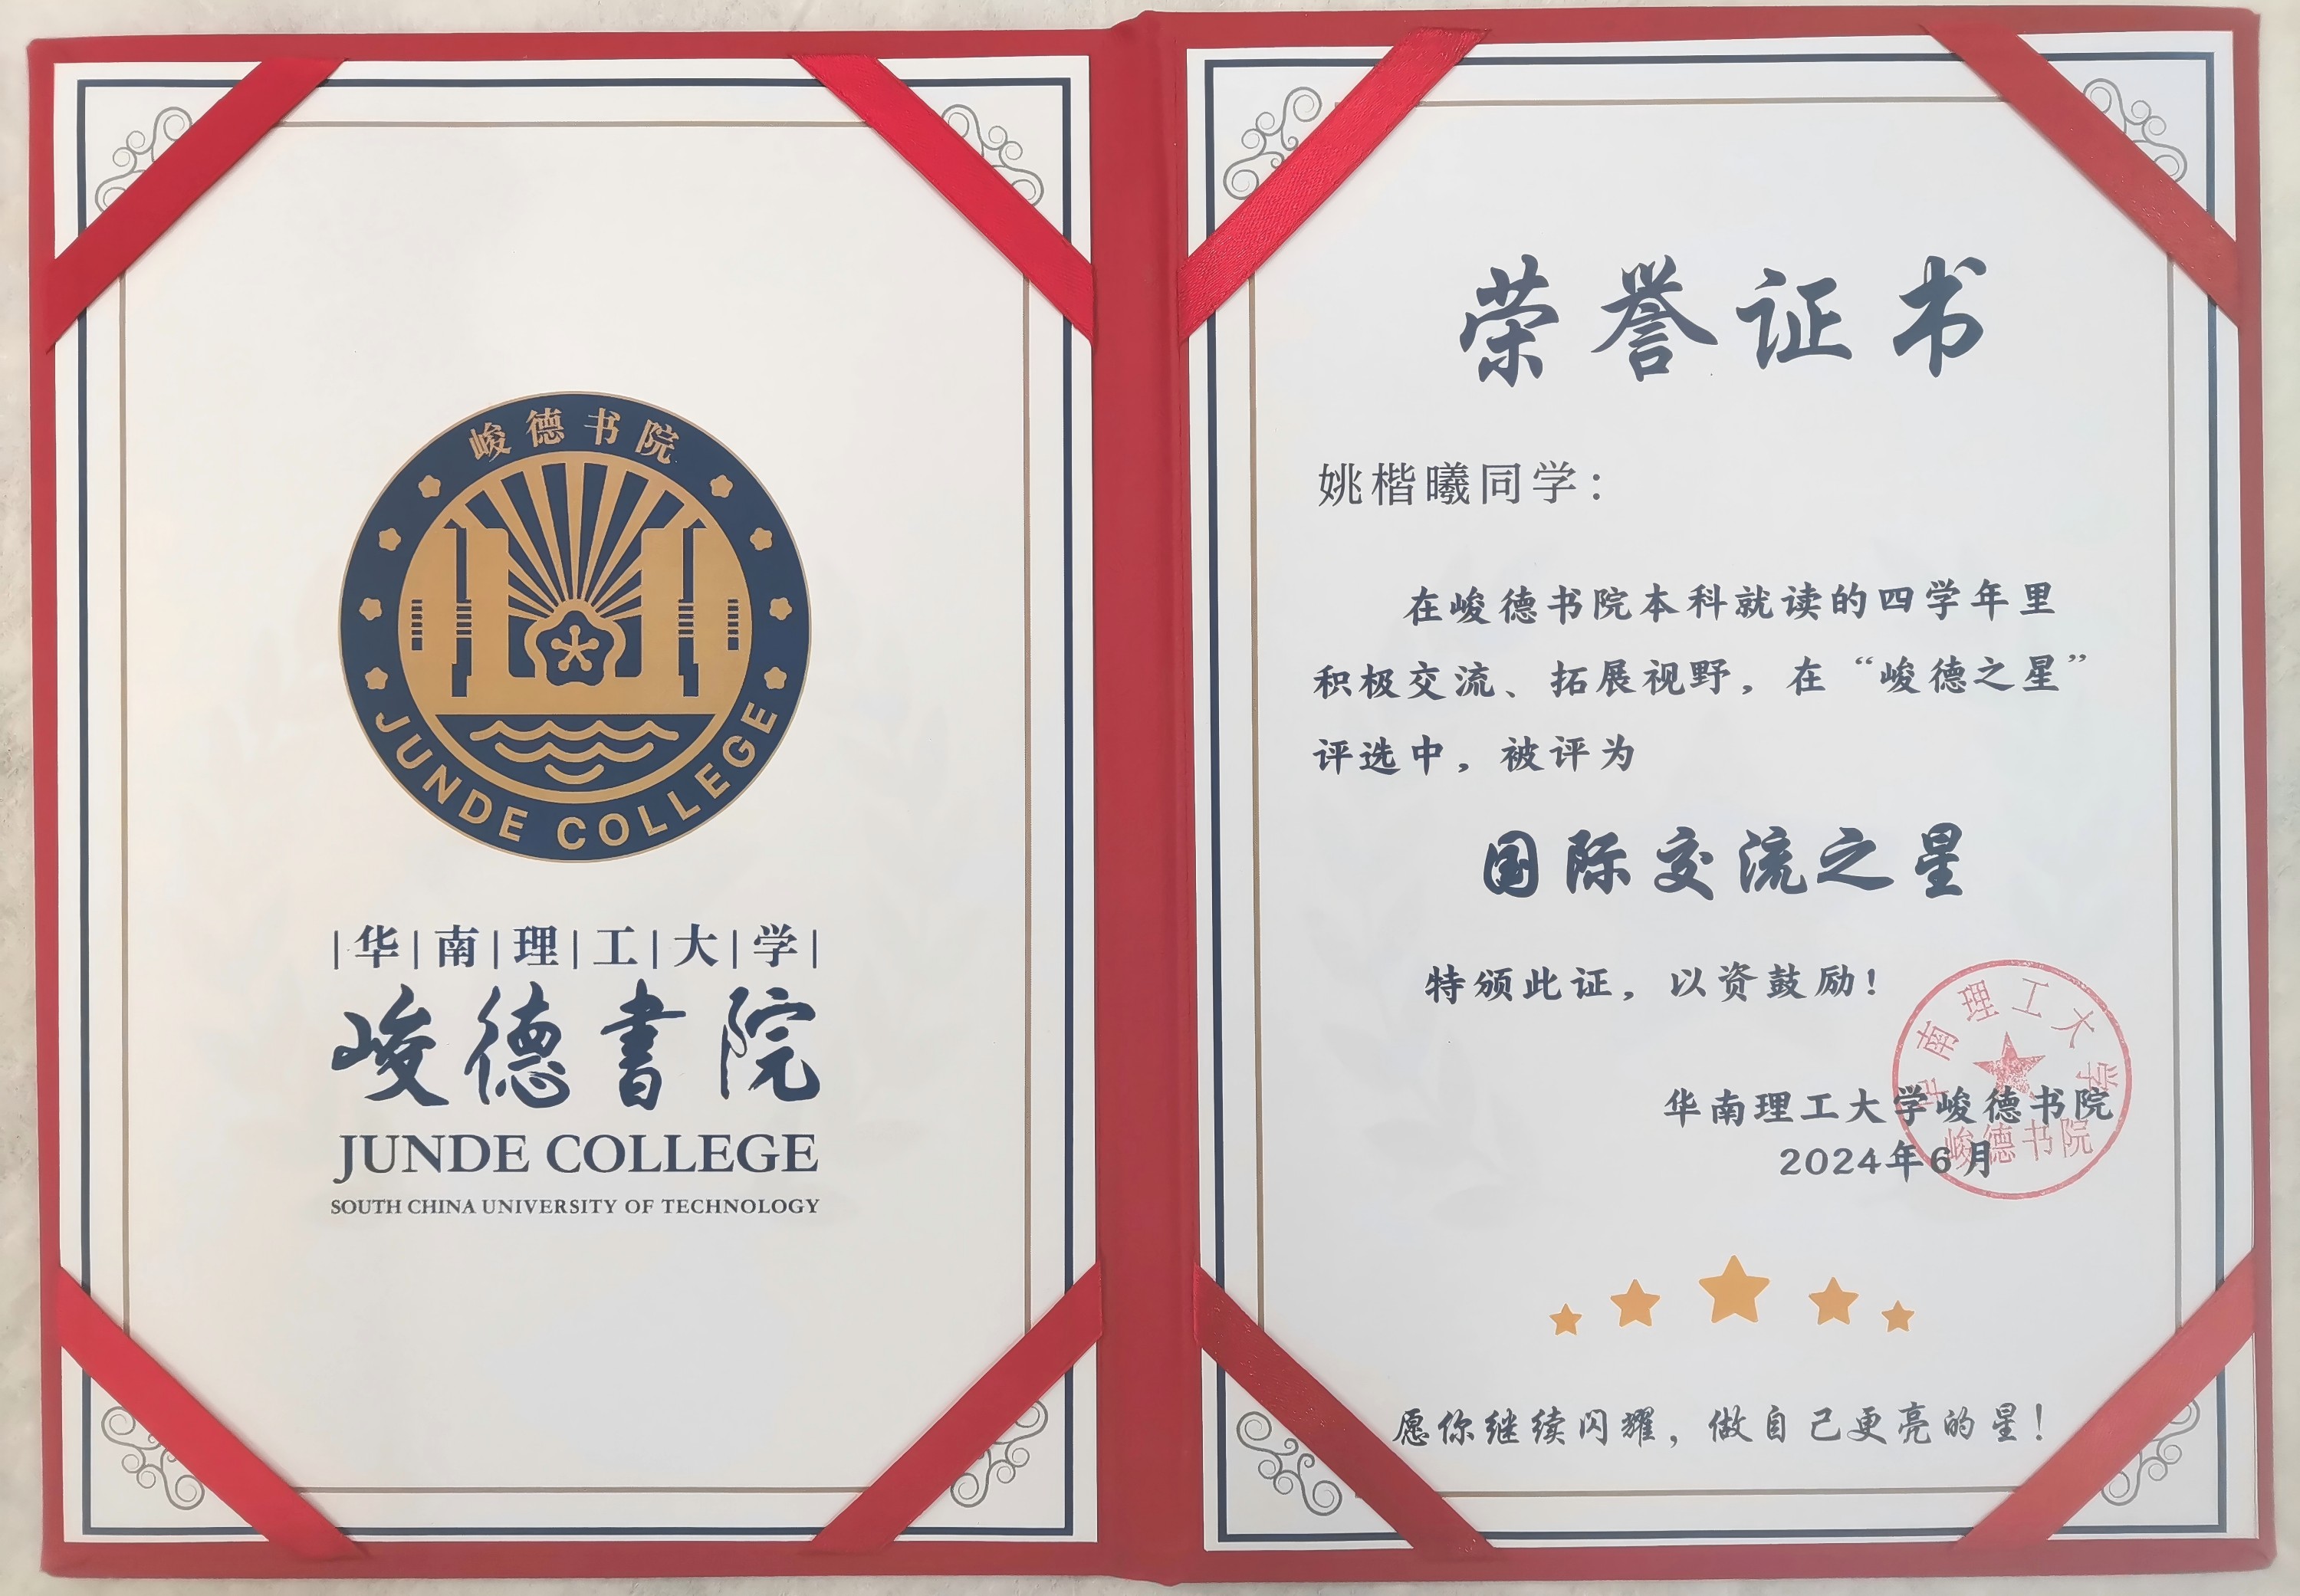 峻德书院
JUNDE COLLEGE
华|南|理|工|大|学
峻德書院
JUNDE COLLEGE
SOUTH CHINA UNIVERSITY OF TECHNOLOGY
荣誉证书
姚楷曦同学：
在峻德书院本科就读的四学年里
积极交流、拓展视野，在“峻德之星”
评选中，被评为
国际交流之星
特颁此证，以资鼓励！
华南理工大学峻德书院
2024年6月
华南理工大学
峻德书院
愿你继续闪耀，做自己更亮的星！